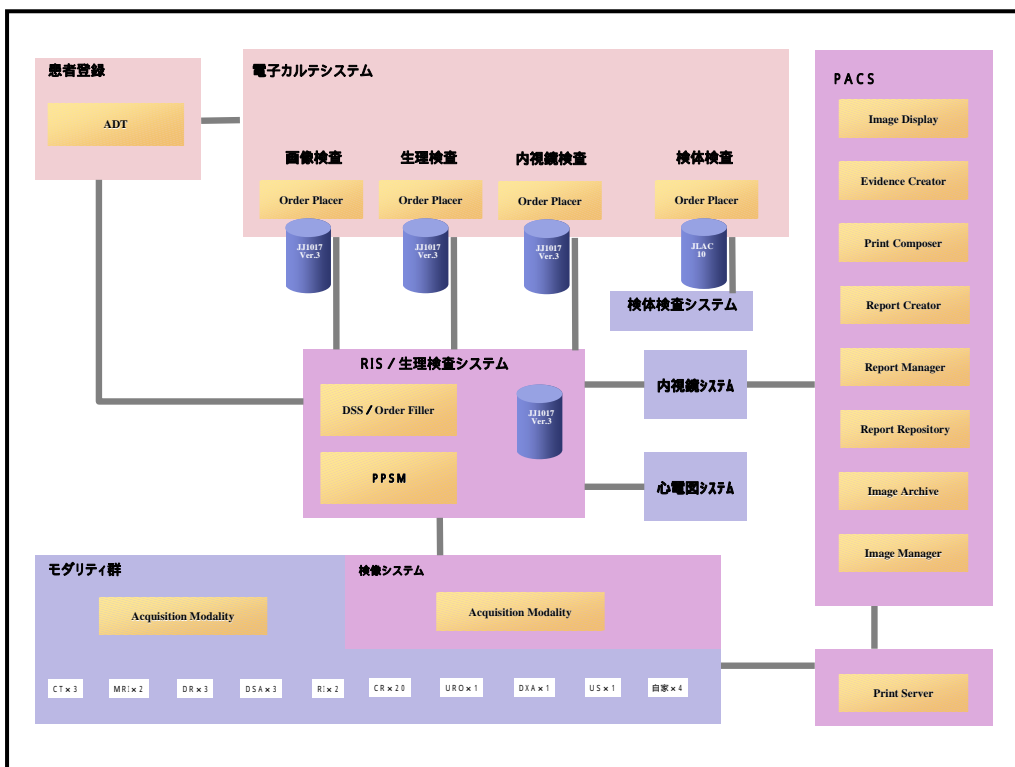 患者登録
ADT
電子カルテシステム
画像検査
生理検査
内視鏡検査
検体検査
Order Placer
Order Placer
Order Placer
Order Placer
JJ1017
Ver.3
JJ1017
Ver.3
JJ1017
Ver.3
JLAC
10
検体検査システム
RIS／生理検査システム
DSS／Order Filler
PPSM
JJ1017
Ver.3
内視鏡システム
心電図システム
PACS
Image Display
Evidence Creator
Print Composer
Report Creator
Report Manager
Report Repository
Image Archive
Image Manager
モダリティ群
Acquisition Modality
検像システム
Acquisition Modality
CT×3
MRI×2
DR×3
DSA×3
RI×2
CR×20
URO×1
DXA×1
US×1
自家×4
Print Server